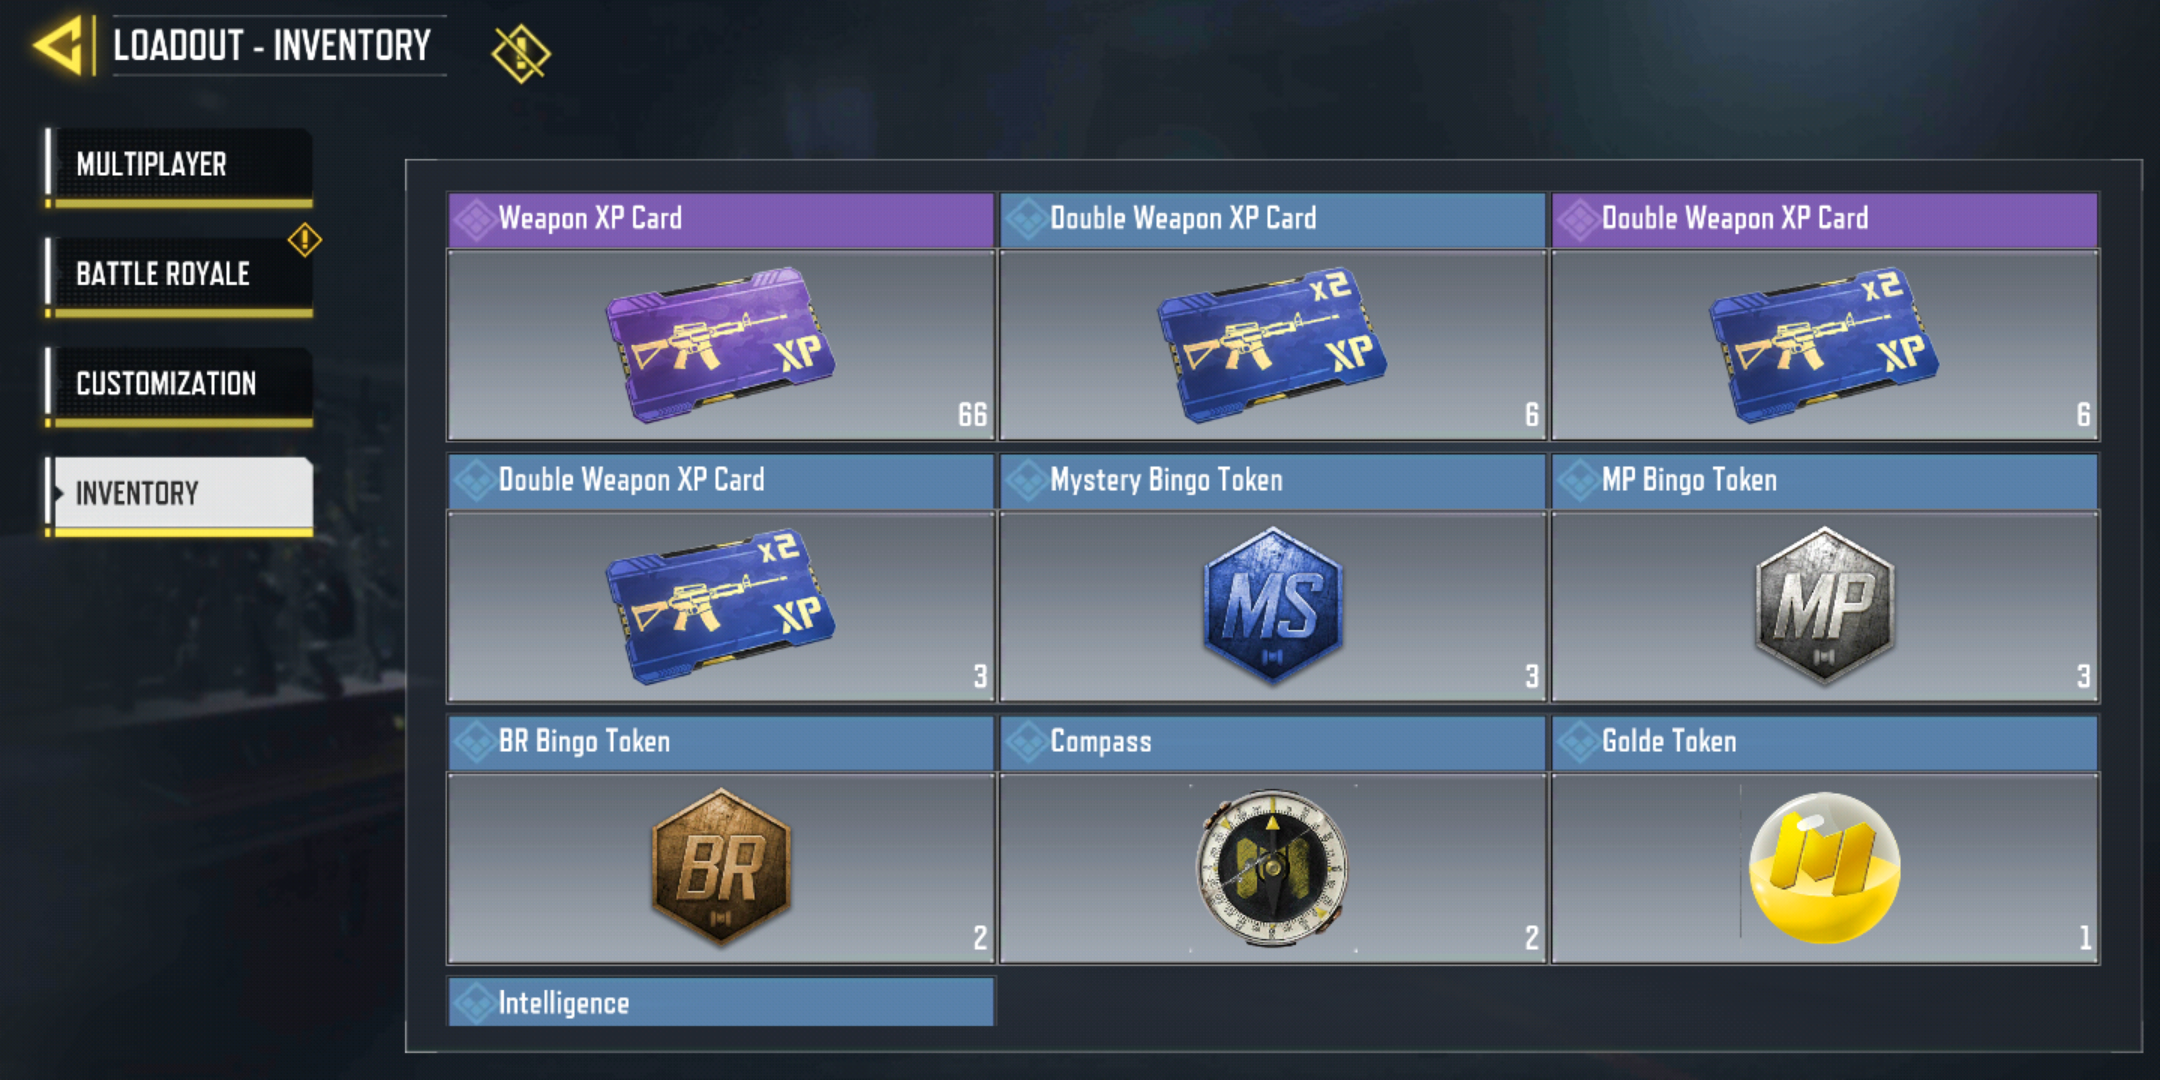 LOADOUT - INVENTORY
MULTIPLAYER
BATTLE ROYALE
CUSTOMIZATION
INVENTORY
Weapon XP Card
XP
66
Double Weapon XP Card
x2
XP
6
Double Weapon XP Card
x2
XP
6
Double Weapon XP Card
x2
XP
3
Mystery Bingo Token
MS
3
MP Bingo Token
MP
3
BR Bingo Token
BR
2
Compass
2
Golde Token
1
Intelligence